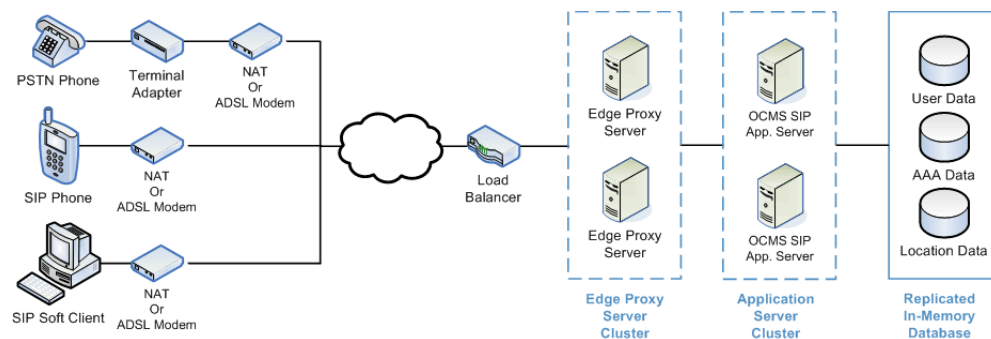 PSTN Phone
Terminal
Adapter
NAT
Or
ADSL Modem
SIP Phone
NAT
Or
ADSL Modem
SIP Soft Client
NAT
Or
ADSL Modem
Load
Balancer
Edge Proxy
Server
Edge Proxy
Server
Edge Proxy
Server
Cluster
OCMS SIP
App. Server
OCMS SIP
App. Server
Application
Server
Cluster
User Data
AAA Data
Location Data
Replicated
In-Memory
Database